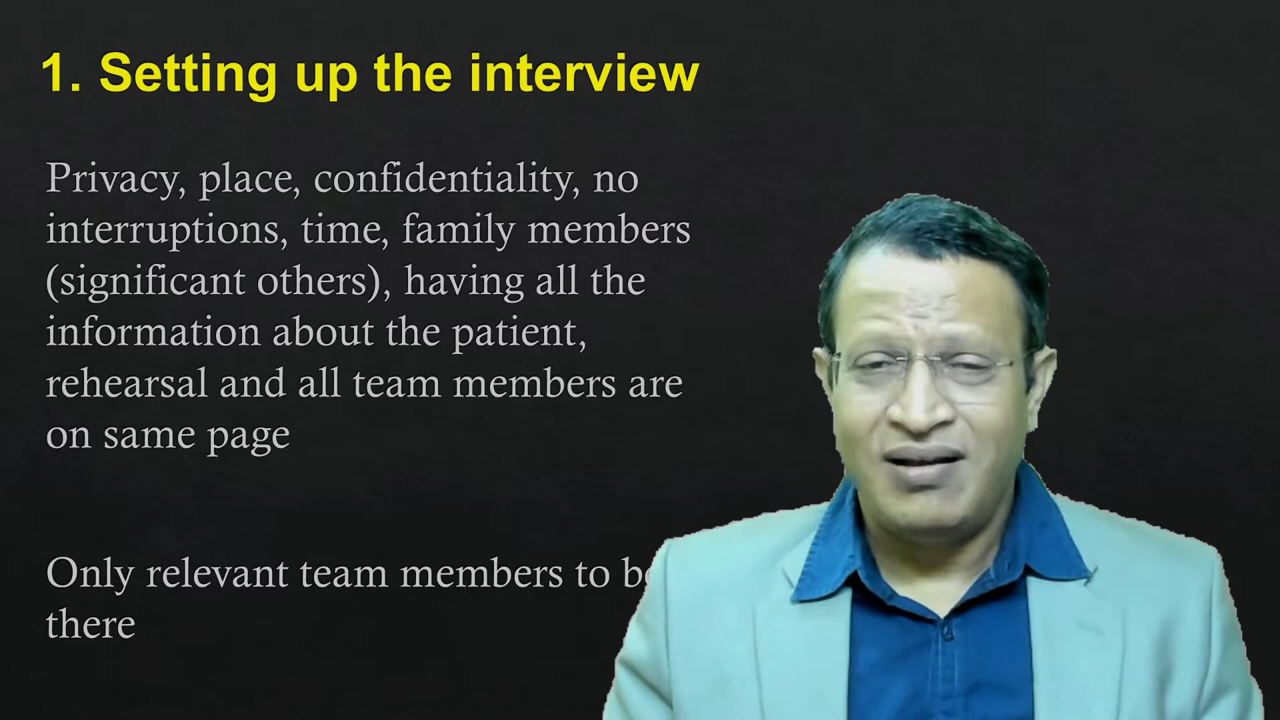 1. Setting up the interview
Privacy, place, confidentiality, no
interruptions, time, family members
(significant others), having all the
information about the patient,
rehearsal and all team members are
on same page
Only relevant team members to be
there